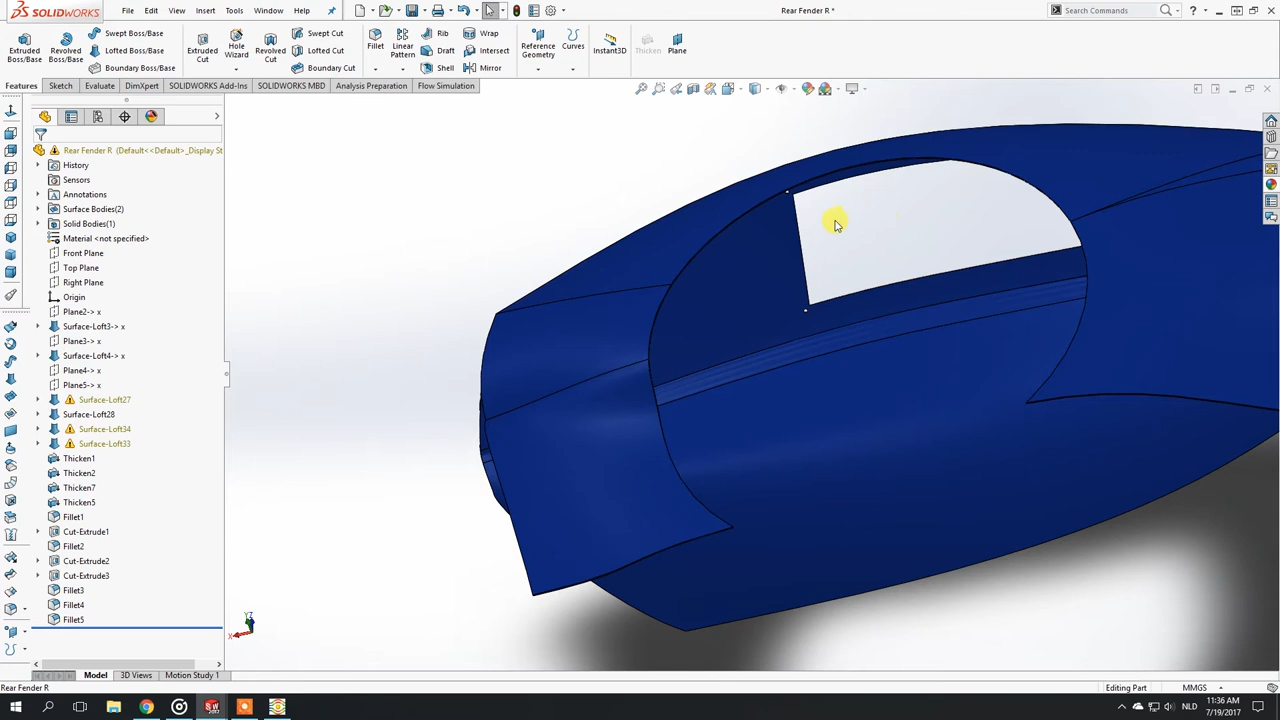 SOLIDWORKS
File Edit View Insert Tools Window Help
Rear Fender R *
Search Commands
Extruded Boss/Base
Revolved Boss/Base
Swept Boss/Base
Lofted Boss/Base
Boundary Boss/Base
Extruded Cut
Hole Wizard
Revolved Cut
Swept Cut
Lofted Cut
Boundary Cut
Fillet
Linear Pattern
Rib
Draft
Shell
Wrap
Intersect
Mirror
Reference Geometry
Curves
Instant3D
Thicken
Plane
Features Sketch Evaluate DimXpert SOLIDWORKS Add-Ins SOLIDWORKS MBD Analysis Preparation Flow Simulation
Rear Fender R (Default<<Default>_Display St
History
Sensors
Annotations
Surface Bodies(2)
Solid Bodies(1)
Material <not specified>
Front Plane
Top Plane
Right Plane
Origin
Plane2-> x
Surface-Loft3-> x
Plane3-> x
Surface-Loft4-> x
Plane4-> x
Plane5-> x
Surface-Loft27
Surface-Loft28
Surface-Loft34
Surface-Loft33
Thicken1
Thicken2
Thicken7
Thicken5
Fillet1
Cut-Extrude1
Fillet2
Cut-Extrude2
Cut-Extrude3
Fillet3
Fillet4
Fillet5
X
Model 3D Views Motion Study 1
Rear Fender R
Editing Part
MMGS
NLD
11:36 AM
7/19/2017